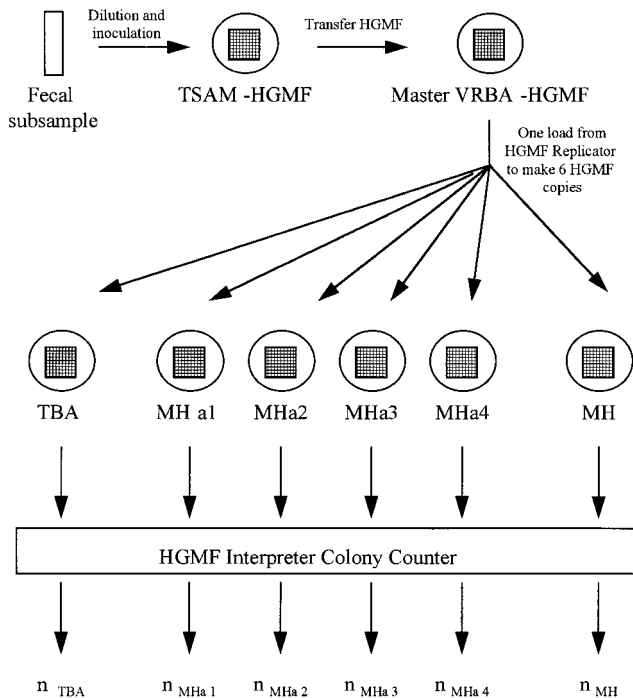 Dilution and
inoculation
Transfer HGMF
Fecal
subsample
TSAM -HGMF
Master VRBA -HGMF
One load from
HGMF Replicator
to make 6 HGMF
copies
TBA
MH a1
MHa2
MHa3
MHa4
MH
HGMF Interpreter Colony Counter
n TBA
n MHa 1
n MHa 2
n MHa 3
n MHa 4
n MH